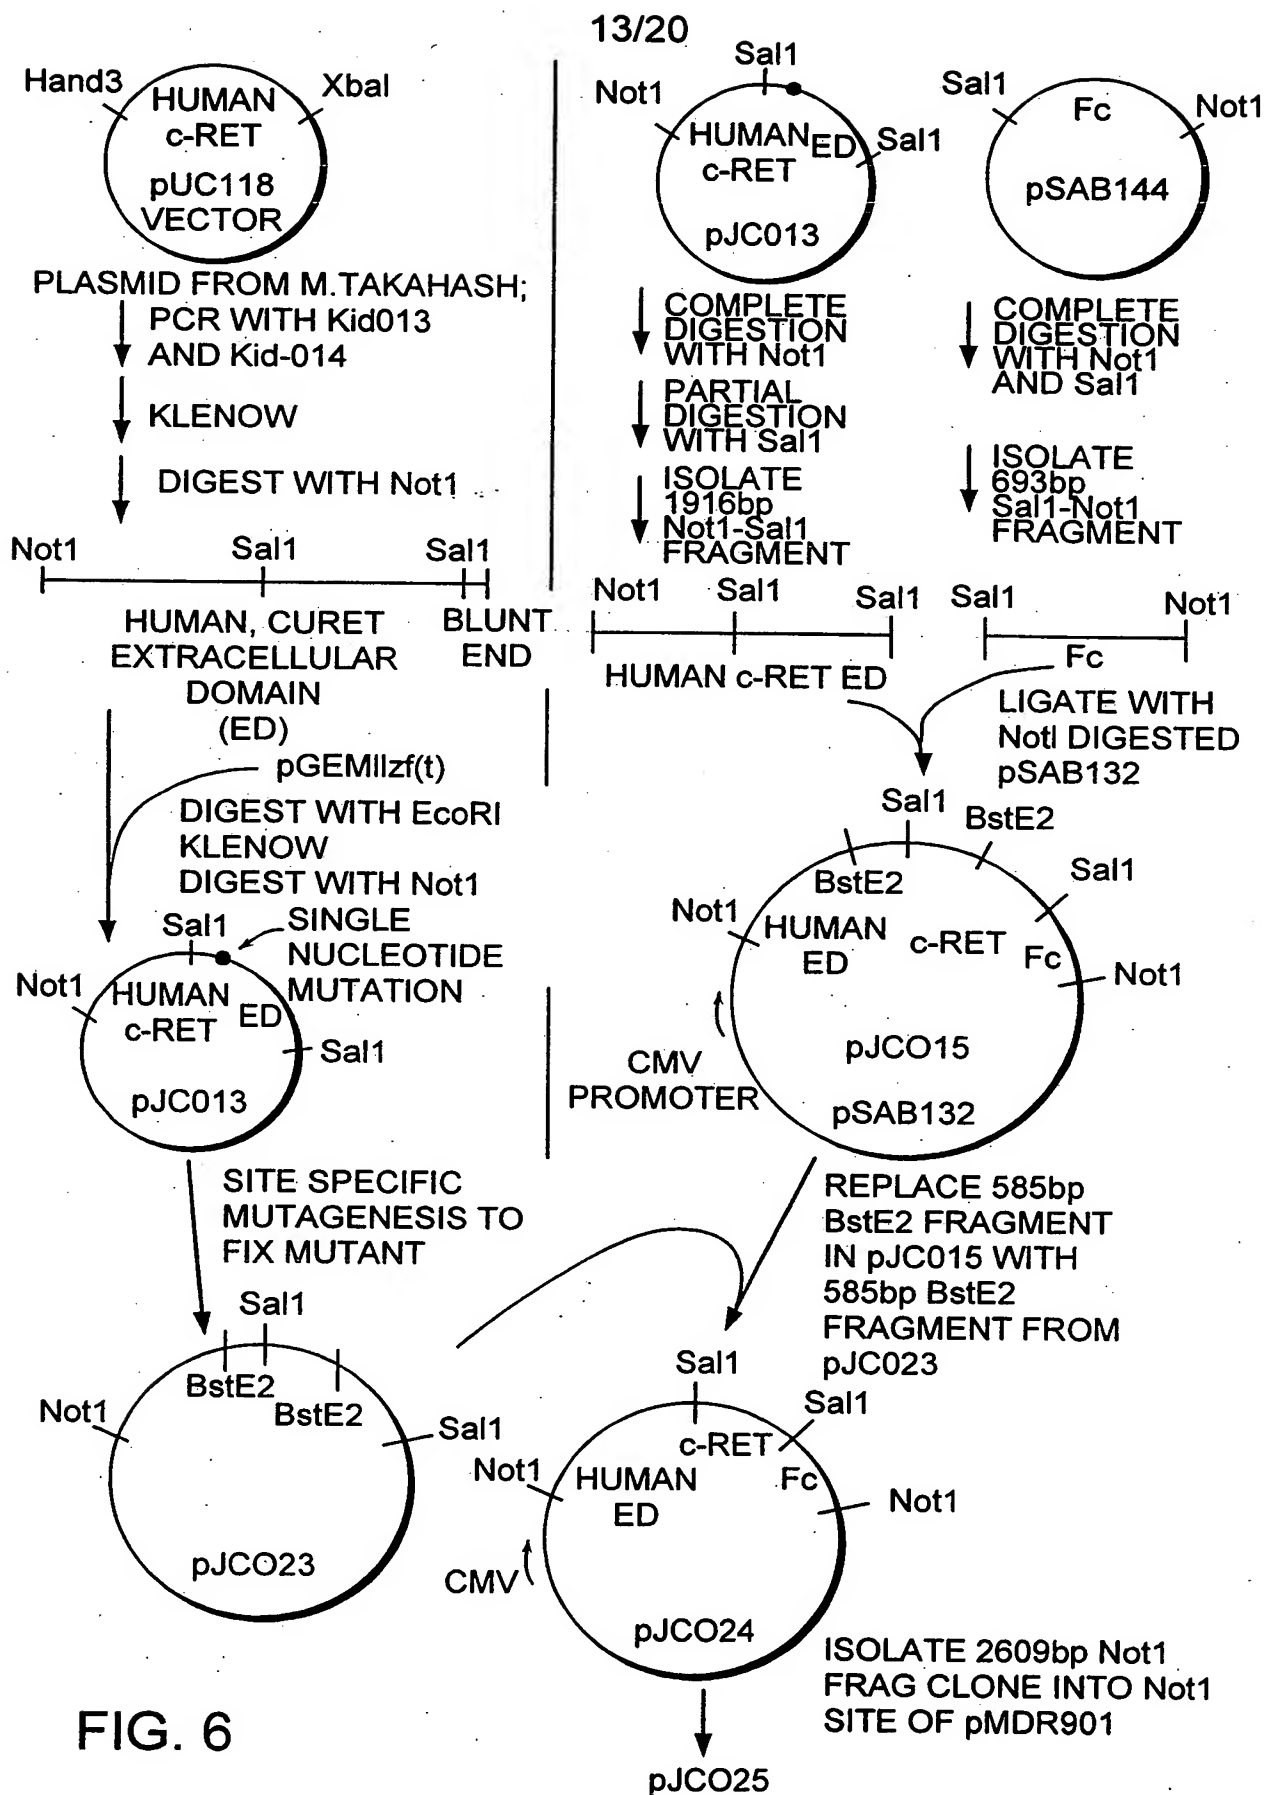 13/20
Hand3
Xbal
HUMAN
c-RET
pUC118
VECTOR
PLASMID FROM M.TAKAHASH;
PCR WITH Kid013
AND Kid-014
KLENOW
DIGEST WITH Not1
Not1
Sal1
Sal1
HUMAN, CURET
EXTRACELLULAR
DOMAIN
(ED)
BLUNT
END
pGEMIIzf(t)
DIGEST WITH EcoRI
KLENOW
DIGEST WITH Not1
Sal1
SINGLE
NUCLEOTIDE
MUTATION
Not1
HUMAN
c-RET
ED
Sal1
pJC013
SITE SPECIFIC
MUTAGENESIS TO
FIX MUTANT
Sal1
BstE2
BstE2
Not1
Sal1
pJCO23
Sal1
Not1
HUMAN
c-RET
ED
Sal1
pJC013
COMPLETE
DIGESTION
WITH Not1
PARTIAL
DIGESTION
WITH Sal1
ISOLATE
1916bp
Not1-Sal1
FRAGMENT
Sal1
Fc
Not1
pSAB144
COMPLETE
DIGESTION
WITH Not1
AND Sal1
ISOLATE
693bp
Sal1-Not1
FRAGMENT
Not1
Sal1
Sal1
HUMAN c-RET ED
Sal1
Not1
Fc
LIGATE WITH
NotI DIGESTED
pSAB132
Sal1
BstE2
BstE2
Sal1
Not1
HUMAN
ED
c-RET
Fc
Not1
CMV
PROMOTER
pJCO15
pSAB132
REPLACE 585bp
BstE2 FRAGMENT
IN pJC015 WITH
585bp BstE2
FRAGMENT FROM
pJC023
Sal1
Sal1
c-RET
Not1
HUMAN
ED
Fc
Not1
CMV
pJCO24
ISOLATE 2609bp Not1
FRAG CLONE INTO Not1
SITE OF pMDR901
pJCO25
FIG. 6